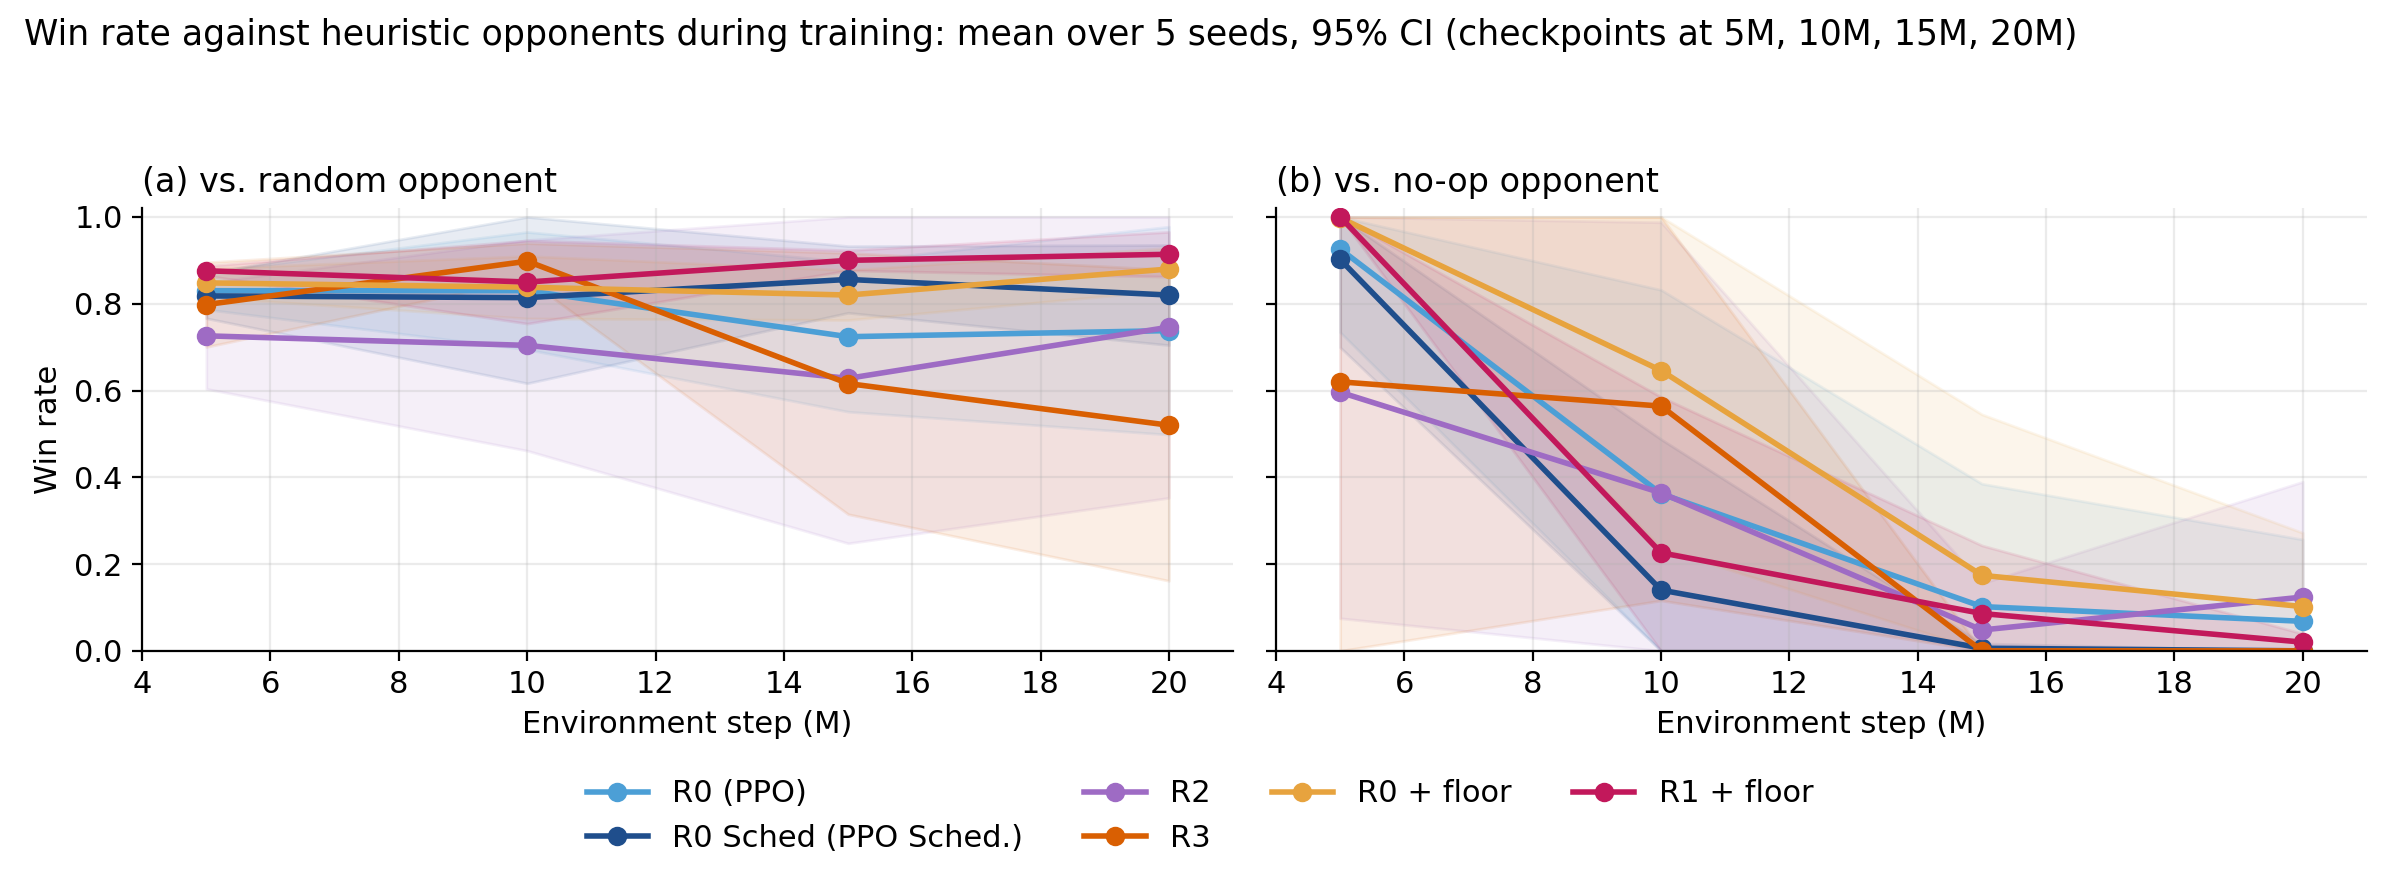 Win rate against heuristic opponents during training: mean over 5 seeds, 95% CI (checkpoints at 5M, 10M, 15M, 20M)
(a) vs. random opponent
Win rate
1.0
0.8
0.6
0.4
0.2
0.0
4 6 8 10 12 14 16 18 20
Environment step (M)
(b) vs. no-op opponent
4 6 8 10 12 14 16 18 20
Environment step (M)
R0 (PPO) R2 R0 + floor R1 + floor
R0 Sched (PPO Sched.) R3